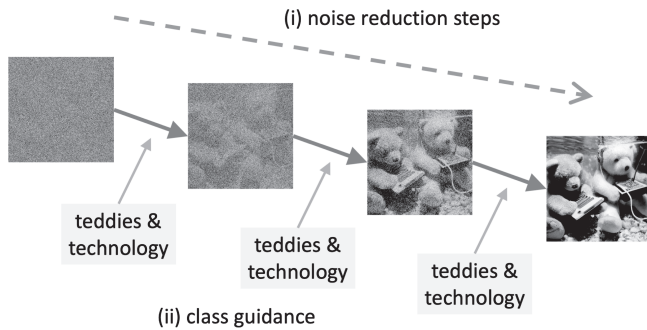 (i) noise reduction steps
teddies &
technology
teddies &
technology
teddies &
technology
(ii) class guidance